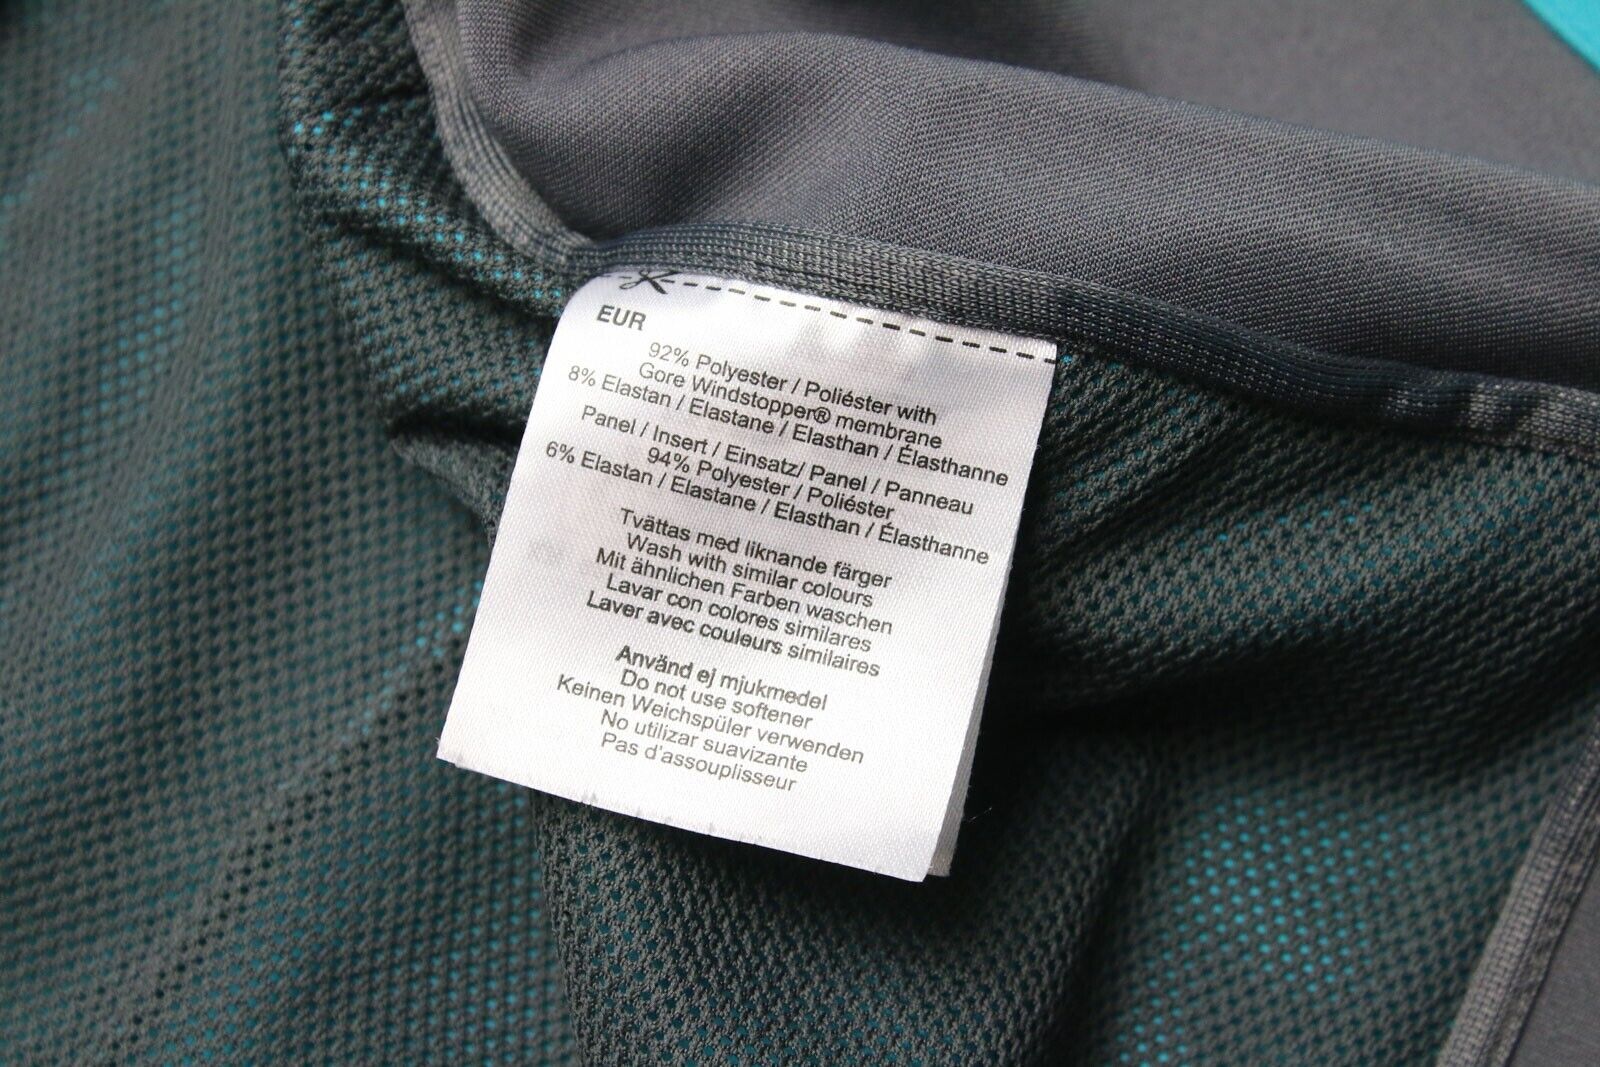 EUR
92% Polyester / Poliéster with
Gore Windstopper® membrane
8% Elastan / Elastane / Elasthan / Élasthanne
Panel / Insert / Einsatz/ Panel / Panneau
94% Polyester / Poliéster
6% Elastan / Elastane / Elasthan / Élasthanne
Tvättas med liknande färger
Wash with similar colours
Mit ähnlichen Farben waschen
Lavar con colores similares
Laver avec couleurs similaires
Använd ej mjukmedel
Do not use softener
Keinen Weichspüler verwenden
No utilizar suavizante
Pas d'assouplisseur